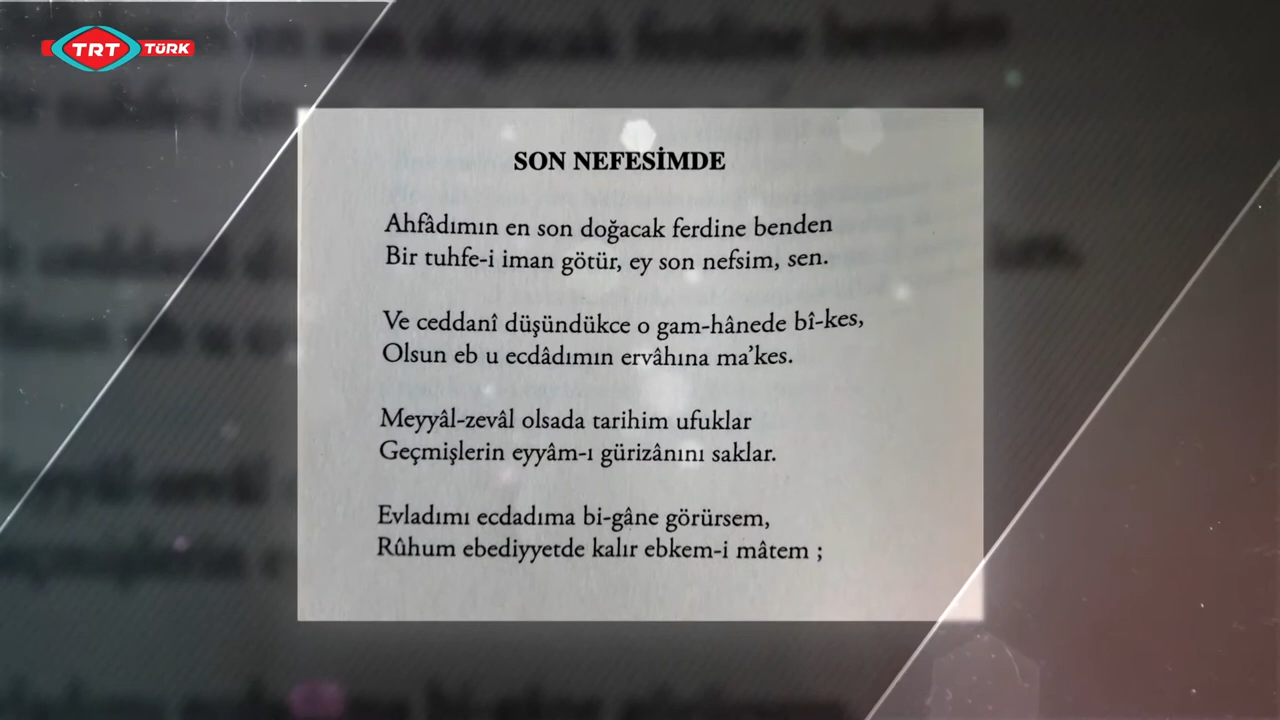 TRT TÜRK
SON NEFESİMDE
Ahfâdımın en son doğacak ferdine benden
Bir tuhfe-i iman götür, ey son nefsim, sen.
Ve ceddanî düşündükce o gam-hânede bî-kes,
Olsun eb u ecdâdımın ervâhına ma'kes.
Meyyâl-zevâl olsada tarihim ufuklar
Geçmişlerin eyyâm-ı gürizânını saklar.
Evladımı ecdadıma bi-gâne görürsem,
Rûhum ebediyyetde kalır ebkem-i mâtem ;